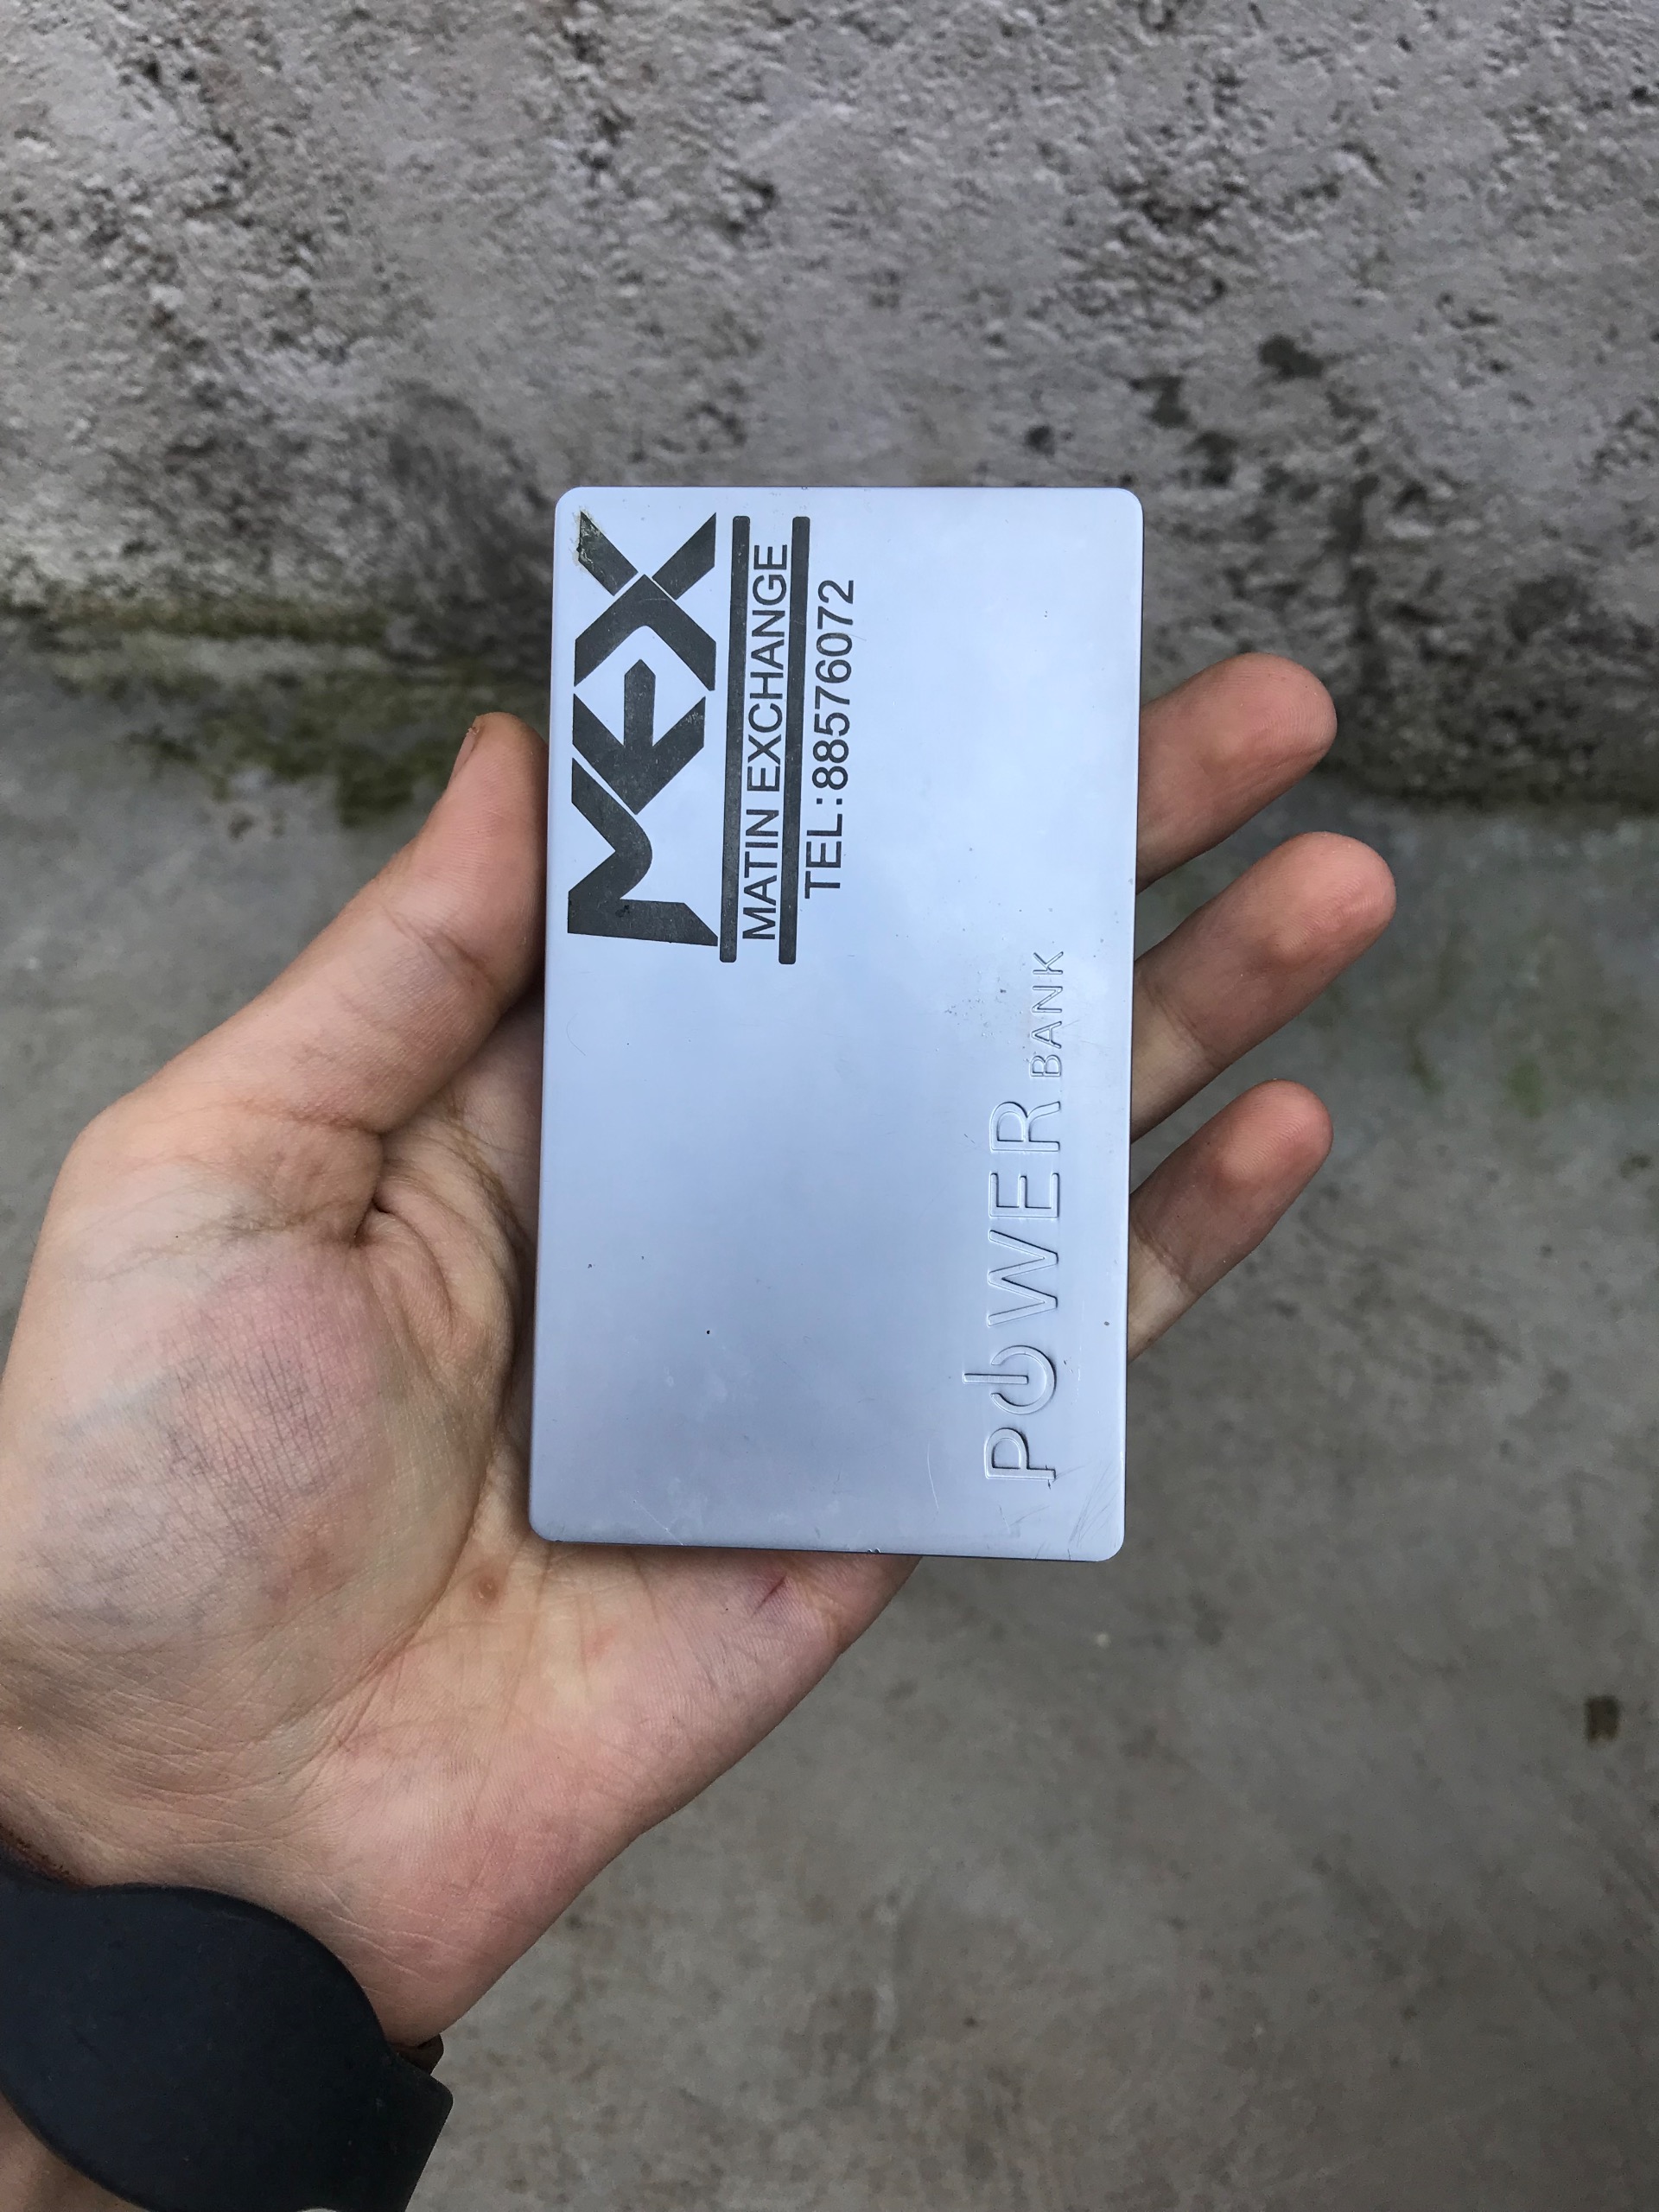 MEX
MATIN EXCHANGE
TEL:88576072
POWER BANK